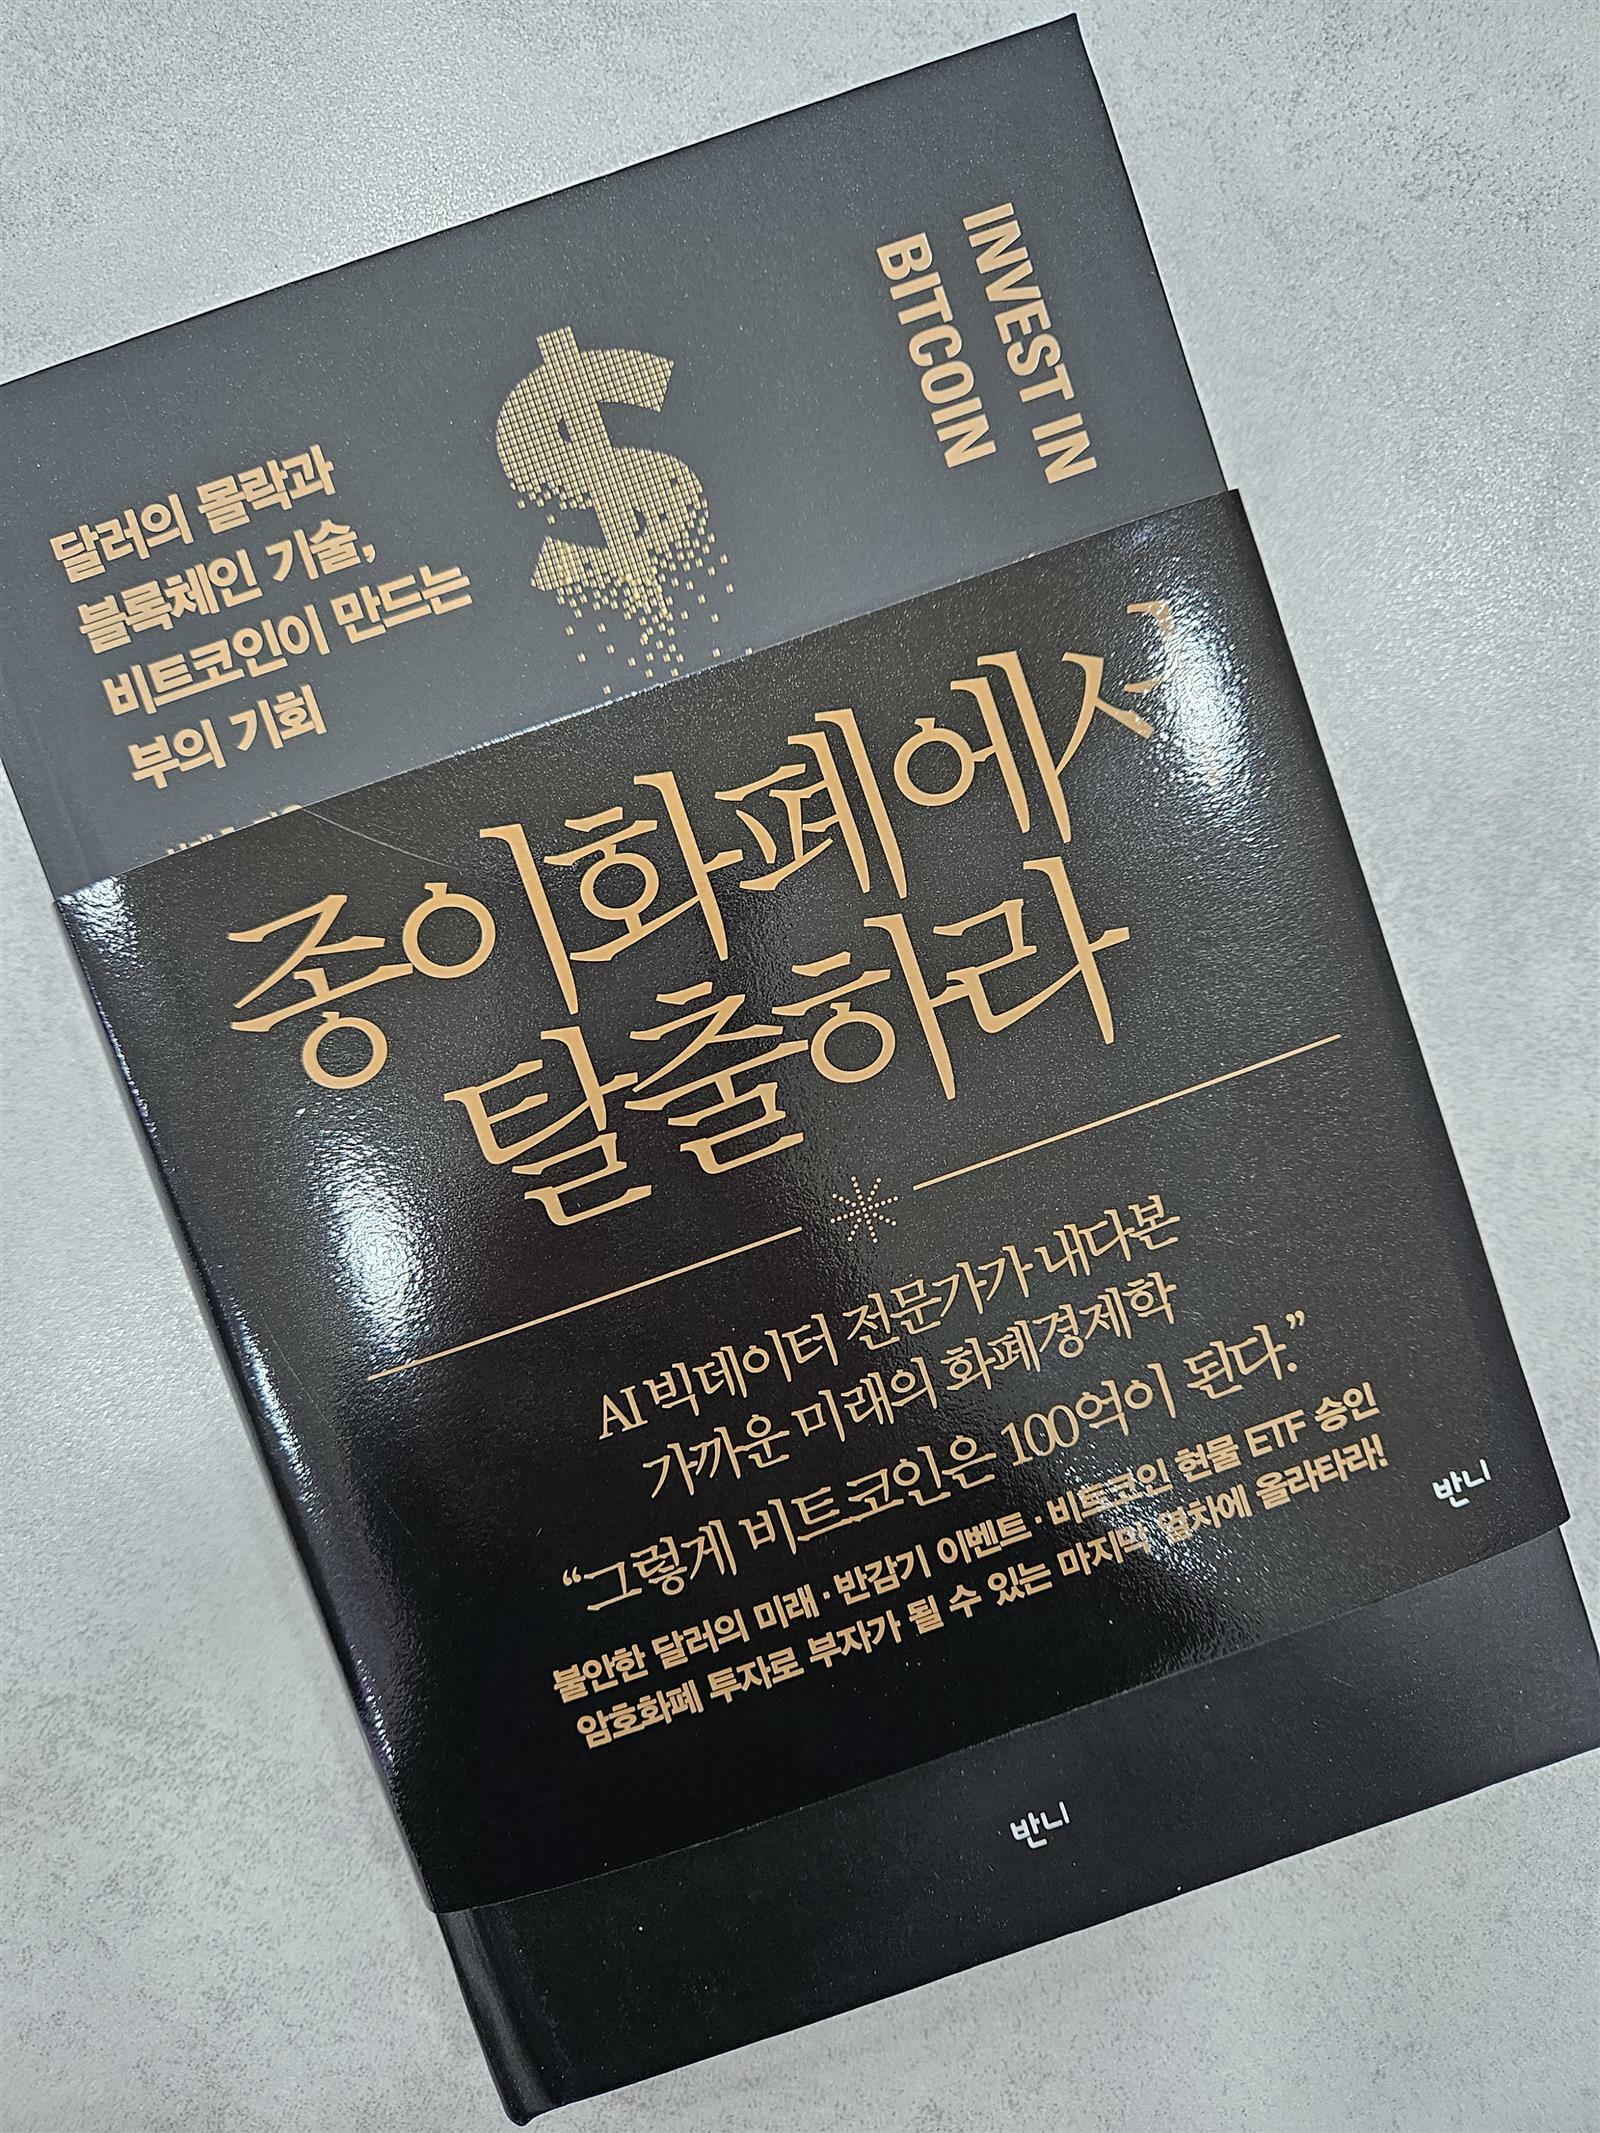 INVEST IN
BITCOIN
달러의 몰락과
블록체인 기술,
비트코인이 만드는
부의 기회
종이화폐에서
탈출하라
AI 빅데이터 전문가가 내다본
가까운 미래의 화폐경제학
“그렇게 비트코인은 100억이 된다.”
불안한 달러의 미래 · 반감기 이벤트 · 비트코인 현물 ETF 승인
암호화폐 투자로 부자가 될 수 있는 마지막 열차에 올라타라!
반니
반니